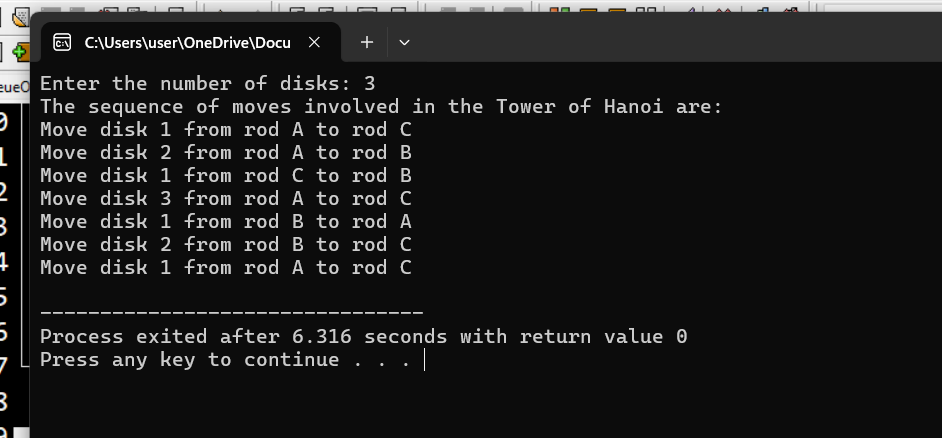 C:\Users\user\OneDrive\Docu
Enter the number of disks: 3
The sequence of moves involved in the Tower of Hanoi are:
Move disk 1 from rod A to rod C
Move disk 2 from rod A to rod B
Move disk 1 from rod C to rod B
Move disk 3 from rod A to rod C
Move disk 1 from rod B to rod A
Move disk 2 from rod B to rod C
Move disk 1 from rod A to rod C
--------------------------------
Process exited after 6.316 seconds with return value 0
Press any key to continue . . .